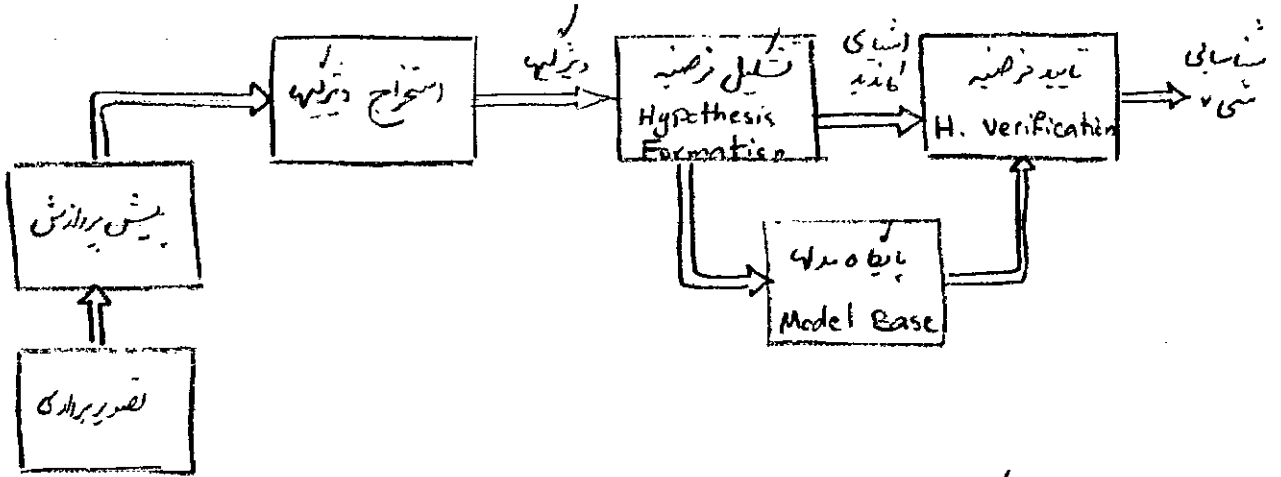 تصویربرداری
پیش پردازش
استخراج ویژگیها
ویژگیها
تشکیل فرضیه
Hypothesis
Formation
اشیای
کاندید
تایید فرضیه
H. Verification
شناسایی
شیء
پایگاه مدلها
Model Base